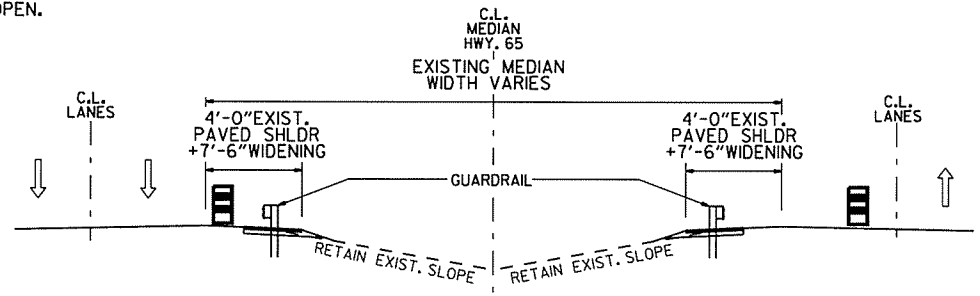 OPEN.
C.L.
MEDIAN
HWY. 65
EXISTING MEDIAN
WIDTH VARIES
C.L.
LANES
4'-0"EXIST.
PAVED SHLDR
+7'-6"WIDENING
4'-0"EXIST.
PAVED SHLDR
+7'-6"WIDENING
C.L.
LANES
GUARDRAIL
RETAIN EXIST. SLOPE
RETAIN EXIST. SLOPE